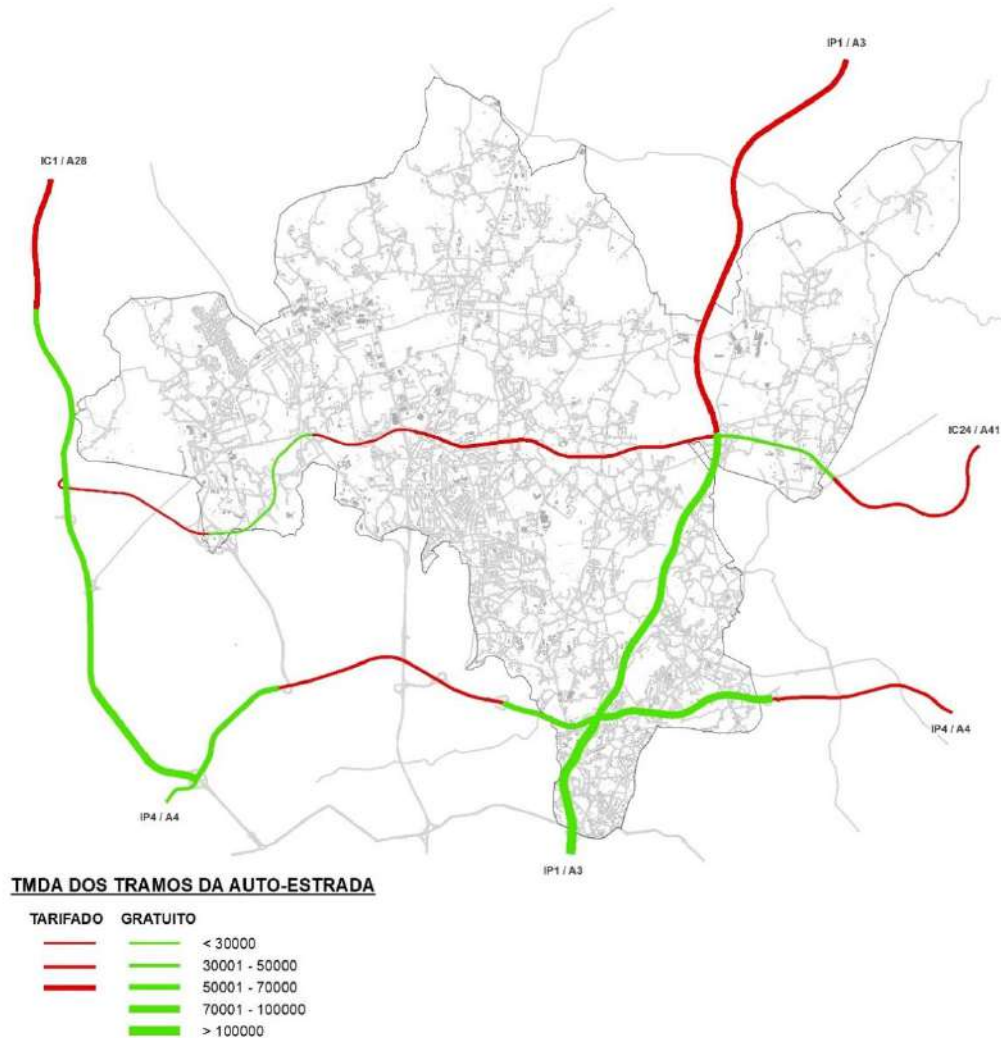 IP1 / A3
IC1 / A28
IC24 / A41
IP4 / A4
IP4 / A4
IP1 / A3
TMDA DOS TRAMOS DA AUTO-ESTRADA
TARIFADO GRATUITO
< 30000
30001 - 50000
50001 - 70000
70001 - 100000
> 100000